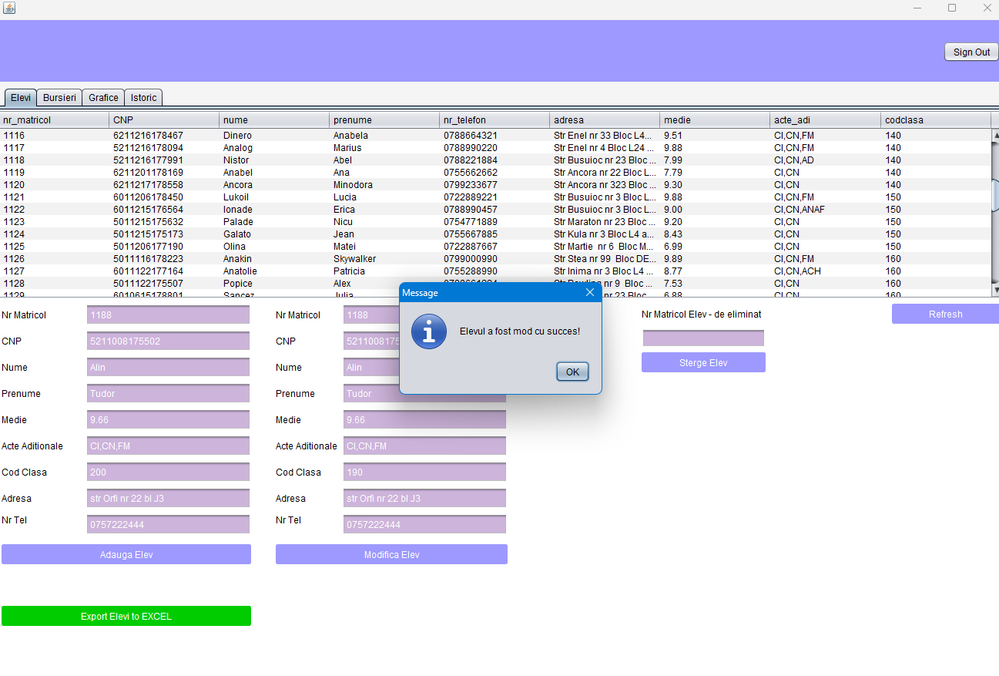 Sign Out
Elevi Bursieri Grafice Istoric
nr_matricol CNP nume prenume nr_telefon adresa medie acte_adi codclasa
1116 6211216178467 Dinero Anabela 0788664321 Str Enel nr 33 Bloc L4... 9.51 CI,CN,FM 140
1117 5211216178094 Analog Marius 0788990220 Str Enel nr 4 Bloc L24 ... 9.88 CI,CN,FM 140
1118 5211216177991 Nistor Abel 0788221884 Str Busuioc nr 23 Bloc ... 7.99 CI,CN,AD 140
1119 6211201178169 Anabel Ana 0755662662 Str Ancora nr 22 Bloc L... 7.79 CI,CN 140
1120 6211217178558 Ancora Minodora 0799233677 Str Ancora nr 323 Bloc ... 9.30 CI,CN 140
1121 6011206178450 Lukoil Lucia 0722889221 Str Busuioc nr 3 Bloc L... 9.88 CI,CN,FM 150
1122 6011215176564 Ionade Erica 0788990457 Str Busuioc nr 3 Bloc L... 9.00 CI,CN,ANAF 150
1123 5011215175632 Palade Nicu 0754771889 Str Maraton nr 23 Bloc ... 9.20 CI,CN 150
1124 5011215175173 Galato Jean 0755667885 Str Kula nr 3 Bloc L4 a... 8.43 CI,CN 150
1125 5011206177190 Olina Matei 0722887667 Str Martie nr 6 Bloc M... 6.99 CI,CN 150
1126 5011116178223 Anakin Skywalker 0799000990 Str Stea nr 99 Bloc DE... 9.89 CI,CN,FM 160
1127 6011122177164 Anatolie Patricia 0755288990 Str Inima nr 3 Bloc L4 ... 8.77 CI,CN,ACH 160
1128 5011122175507 Popice Alex nr 9 Bloc ... 7.53 CI,CN 160
1129 6010615178801 Sancez Julia nr 23 Bloc ... 6.88 CI,CN 160
Message
Elevul a fost mod cu succes!
OK
Nr Matricol 1188
CNP 5211008175502
Nume Alin
Prenume Tudor
Medie 9.66
Acte Aditionale CI,CN,FM
Cod Clasa 200
Adresa str Orfi nr 22 bl J3
Nr Tel 0757222444
Adauga Elev
Export Elevi to EXCEL
Nr Matricol 1188
CNP 521100817
Nume Alin
Prenume Tudor
Medie 9.66
Acte Aditionale CI,CN,FM
Cod Clasa 190
Adresa str Orfi nr 22 bl J3
Nr Tel 0757222444
Modifica Elev
Nr Matricol Elev - de eliminat
Sterge Elev
Refresh